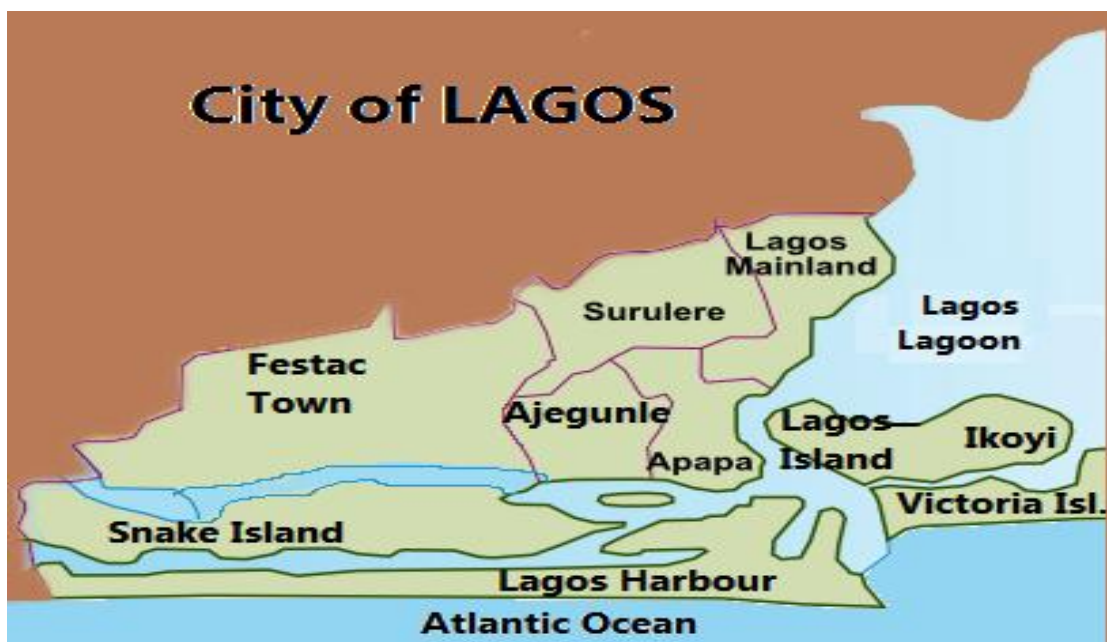 City of LAGOS
Lagos
Mainland
Surulere
Lagos
Lagoon
Festac
Town
Ajegunle
Lagos
Island
Ikoyi
Apapa
Victoria Isl.
Snake Island
Lagos Harbour
Atlantic Ocean